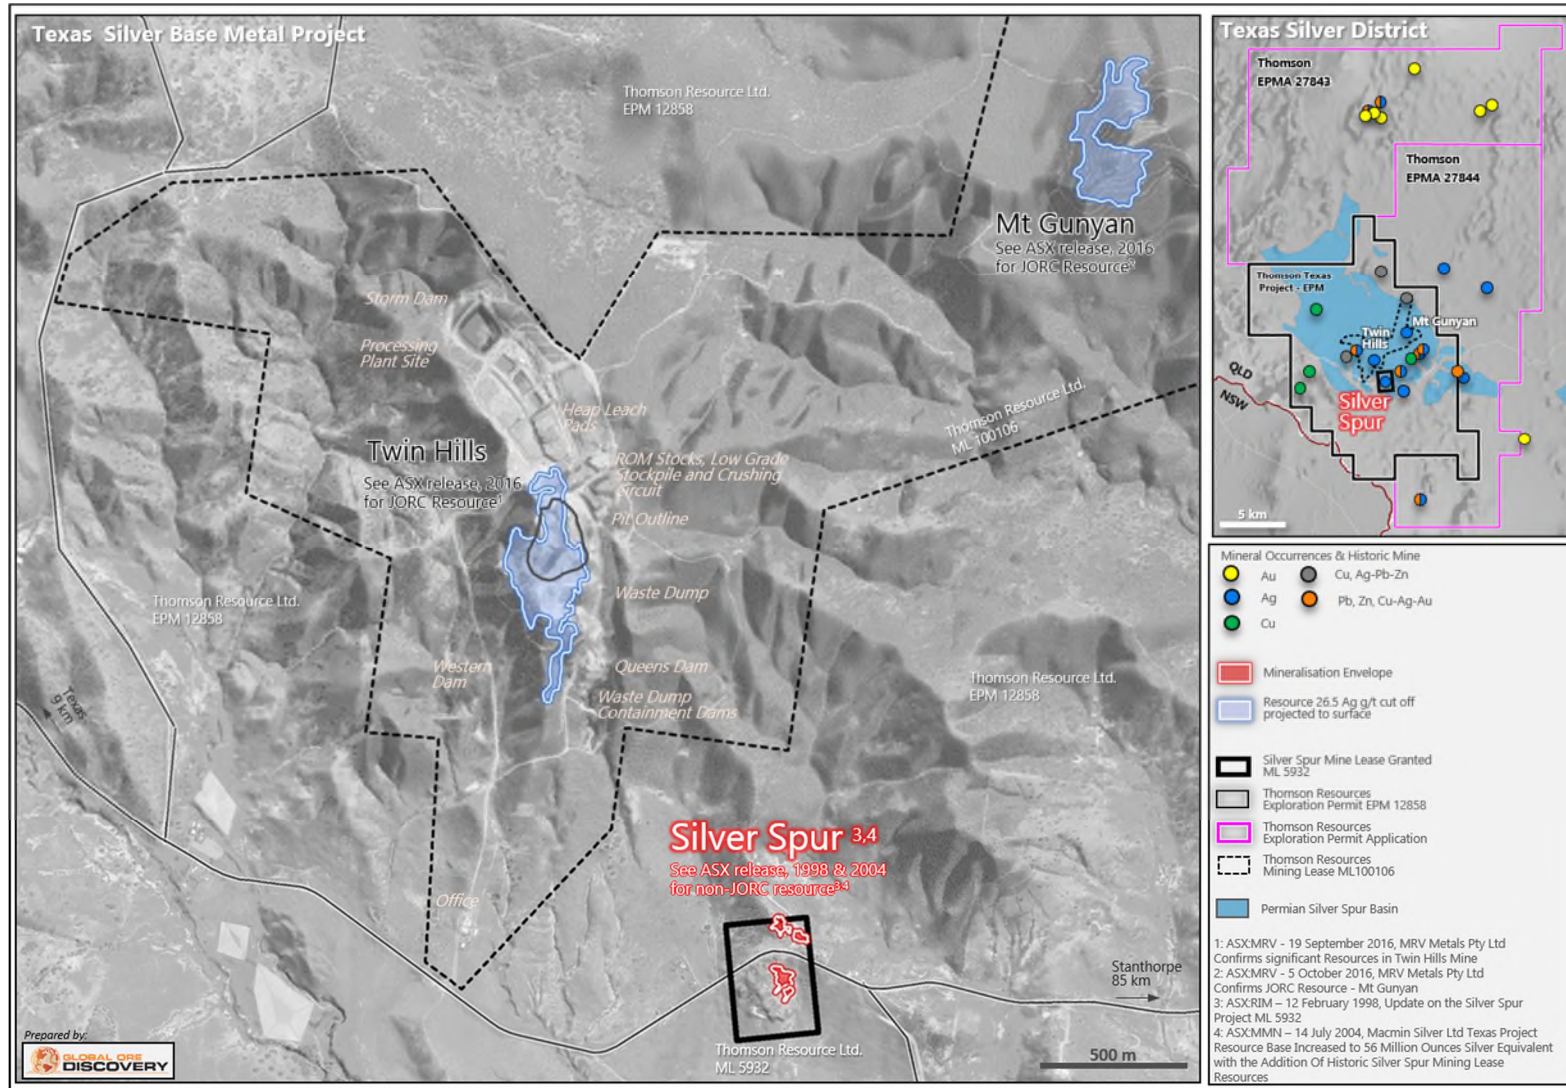 Texas Silver Base Metal Project
Thomson Resource Ltd.
EPM 12858
Mt Gunyan
See ASX release, 2016
for JORC Resource2
Storm Dam
Processing
Plant Site
Heap Leach
Pads
Thomson Resource Ltd.
ML 100106
Twin Hills
See ASX release, 2016
for JORC Resource1
ROM Stocks, Low Grade
Stockpile and Crushing
Circuit
Pit Outline
Waste Dump
Thomson Resource Ltd.
EPM 12858
Western
Dam
Queens Dam
Waste Dump
Containment Dams
Thomson Resource Ltd.
EPM 12858
Texas
9 km
Silver Spur 3,4
See ASX release, 1998 & 2004
for non-JORC resource3,4
Office
Stanthorpe
85 km
Thomson Resource Ltd.
ML 5932
500 m
Prepared by:
GLOBAL ORE
DISCOVERY
Texas Silver District
Thomson
EPMA 27843
Thomson
EPMA 27844
Thomson Texas
Project - EPM
Mt Gunyan
Twin
Hills
QLD
NSW
Silver
Spur
5 km
Mineral Occurrences & Historic Mine
Au
Cu, Ag-Pb-Zn
Ag
Pb, Zn, Cu-Ag-Au
Cu
Mineralisation Envelope
Resource 26.5 Ag g/t cut off
projected to surface
Silver Spur Mine Lease Granted
ML 5932
Thomson Resources
Exploration Permit EPM 12858
Thomson Resources
Exploration Permit Application
Thomson Resources
Mining Lease ML100106
Permian Silver Spur Basin
1: ASX:MRV - 19 September 2016, MRV Metals Pty Ltd
Confirms significant Resources in Twin Hills Mine
2: ASX:MRV - 5 October 2016, MRV Metals Pty Ltd
Confirms JORC Resource - Mt Gunyan
3: ASX:RIM – 12 February 1998, Update on the Silver Spur
Project ML 5932
4: ASX:MMN – 14 July 2004, Macmin Silver Ltd Texas Project
Resource Base Increased to 56 Million Ounces Silver Equivalent
with the Addition Of Historic Silver Spur Mining Lease
Resources